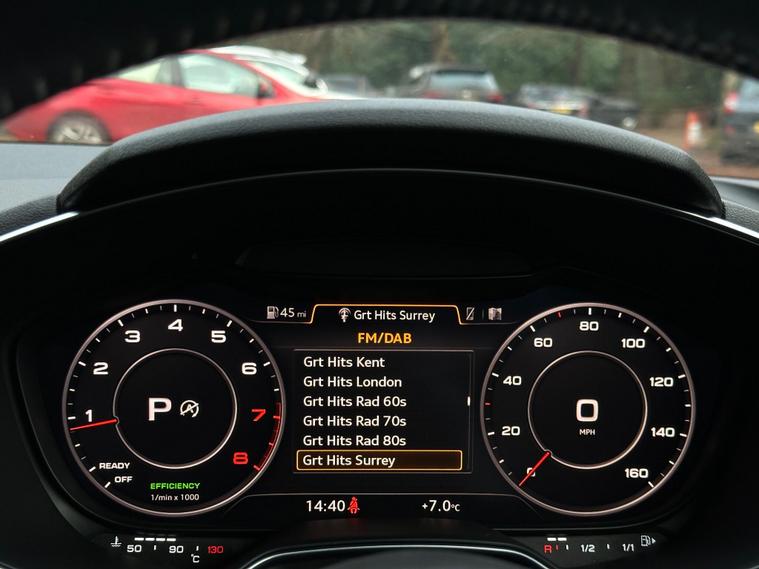 45 mi
Grt Hits Surrey
FM/DAB
Grt Hits Kent
Grt Hits London
Grt Hits Rad 60s
Grt Hits Rad 70s
Grt Hits Rad 80s
Grt Hits Surrey
14:40
+7.0°C
1 2 3 4 5 6 7 8
P A
READY
OFF
EFFICIENCY
1/min x 1000
0 20 40 60 80 100 120 140 160
0
MPH
50 90 130
°C
R 1/2 1/1